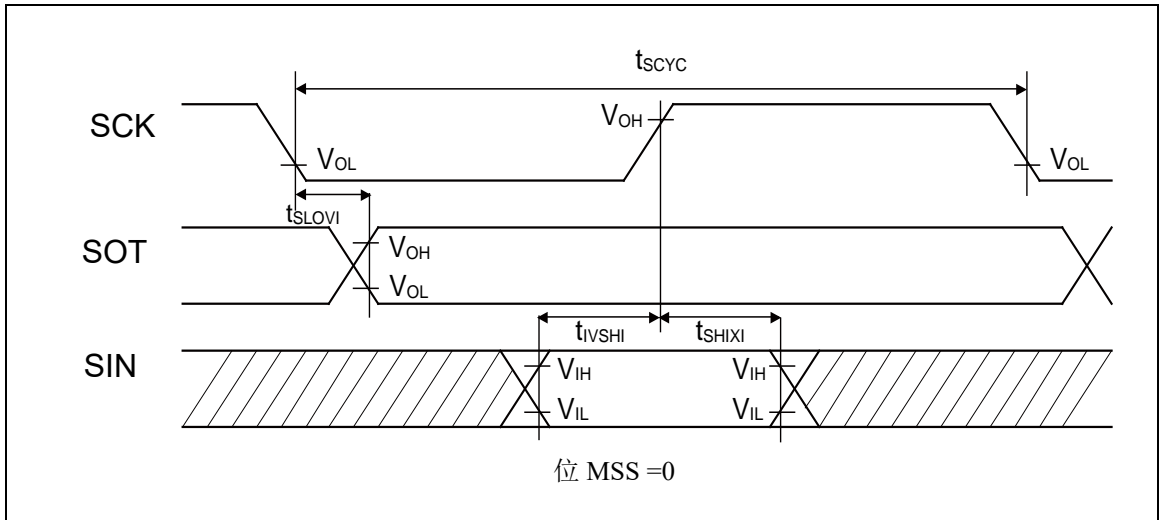 tSCYC
SCK
VOH
VOL
VOL
tSLOVI
SOT
VOH
VOL
tIVSHI
tSHIXI
SIN
VIH
VIH
VIL
VIL
位 MSS =0